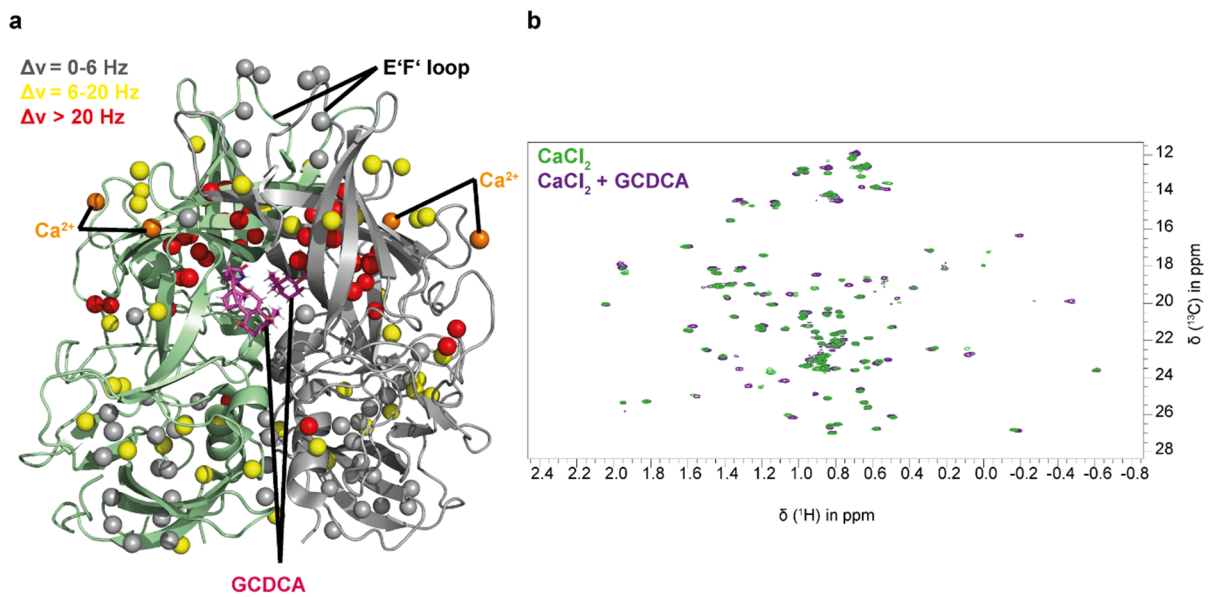 a
Δν = 0-6 Hz
Δν = 6-20 Hz
Δν > 20 Hz
E‘F‘ loop
Ca²⁺
Ca²⁺
GCDCA
b
CaCl₂
CaCl₂ + GCDCA
12
14
16
18
20
22
24
26
28
δ (¹³C) in ppm
2.4 2.2 2.0 1.8 1.6 1.4 1.2 1.0 0.8 0.6 0.4 0.2 0.0 -0.2 -0.4 -0.6 -0.8
δ (¹H) in ppm